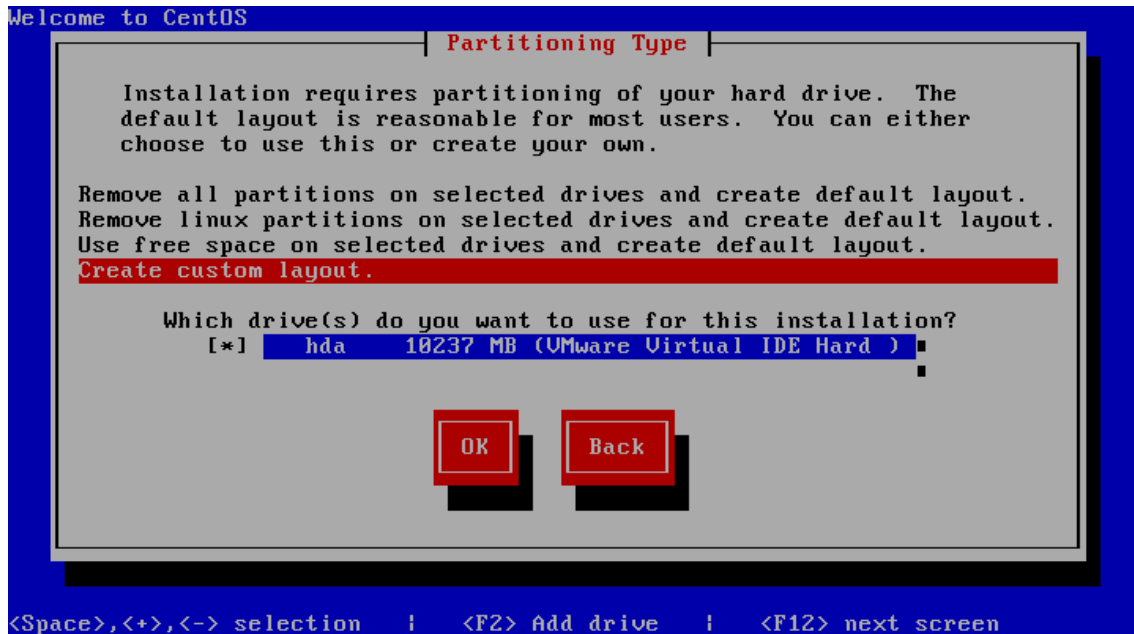 Welcome to CentOS
Partitioning Type
Installation requires partitioning of your hard drive.  The
default layout is reasonable for most users.  You can either
choose to use this or create your own.
Remove all partitions on selected drives and create default layout.
Remove linux partitions on selected drives and create default layout.
Use free space on selected drives and create default layout.
Create custom layout.
Which drive(s) do you want to use for this installation?
[*]    hda    10237 MB (VMware Virtual IDE Hard )
OK    Back
<Space>,<+>,<-> selection   |   <F2> Add drive   |   <F12> next screen